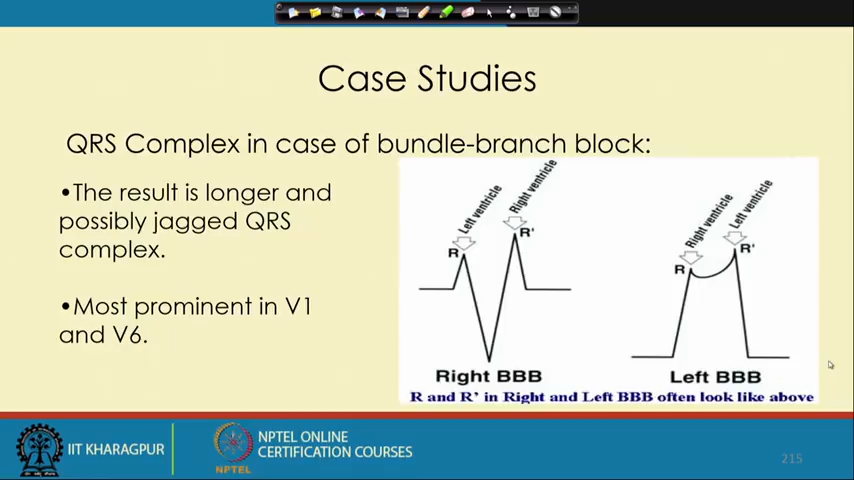 Case Studies
QRS Complex in case of bundle-branch block:
•The result is longer and
possibly jagged QRS
complex.
•Most prominent in V1
and V6.
Left ventricle
Right ventricle
R
R'
Right BBB
Right ventricle
Left ventricle
R
R'
Left BBB
R and R' in Right and Left BBB often look like above
IIT KHARAGPUR
NPTEL
NPTEL ONLINE
CERTIFICATION COURSES
215